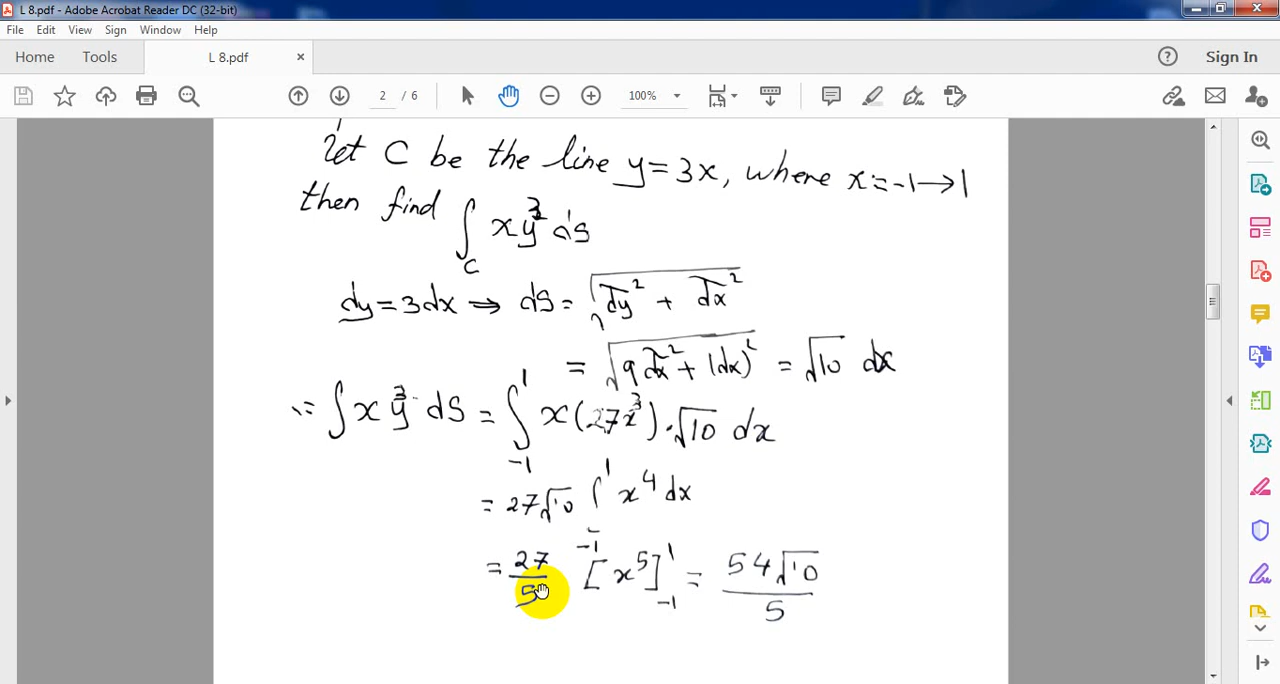 L 8.pdf - Adobe Acrobat Reader DC (32-bit)
File Edit View Sign Window Help
Home Tools L 8.pdf × Sign In
2 / 6 100%
let C be the line y = 3x, where x = -1 → 1
then find ∫_C x y³ ds
dy = 3dx ⇒ ds = √(dy² + dx²)
= √(9dx² + (dx)²) = √10 dx
∴ ∫ x y³ ds = ∫_{-1}^{1} x(27x³)·√10 dx
= 27√10 ∫_{-1}^{1} x⁴ dx
= 27/5 [x⁵]_{-1}^{1} = 54√10/5